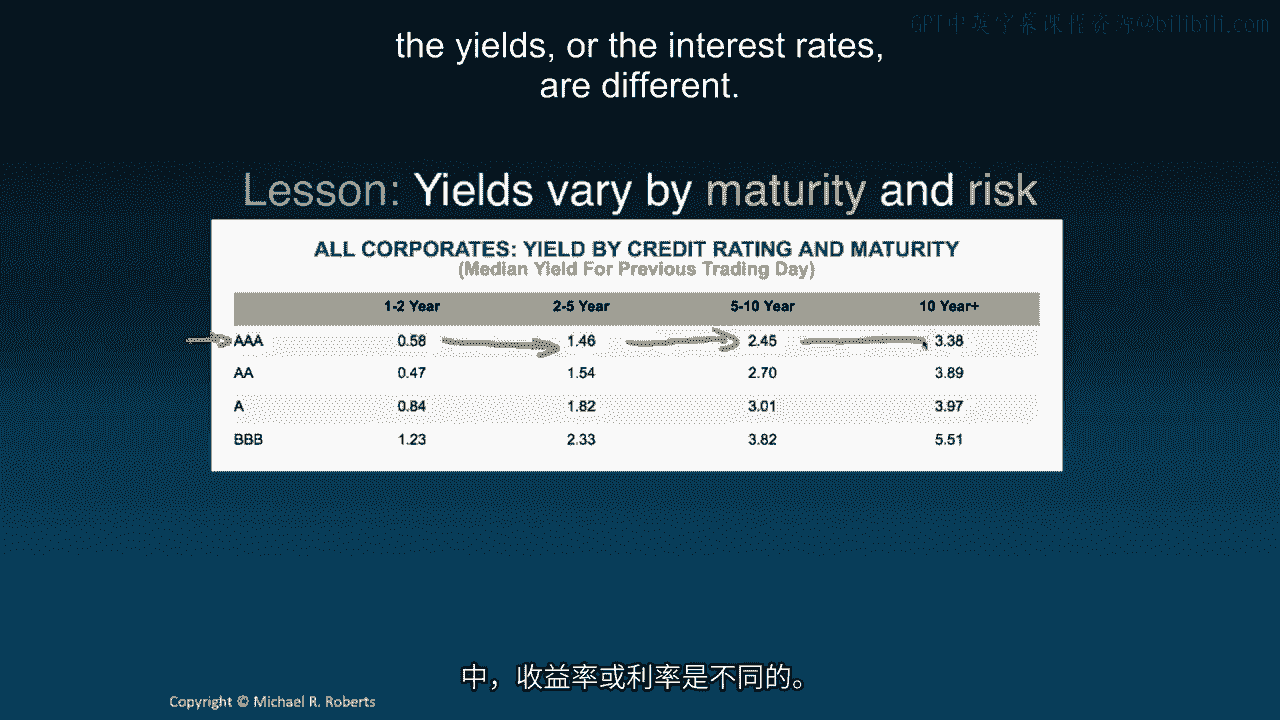 GPT中英字幕课程资源@bilibili.com
the yields, or the interest rates,
are different.
Lesson: Yields vary by maturity and risk
ALL CORPORATES: YIELD BY CREDIT RATING AND MATURITY
(Median Yield For Previous Trading Day)
1-2 Year 2-5 Year 5-10 Year 10 Year+
AAA 0.58 1.46 2.45 3.38
AA 0.47 1.54 2.70 3.89
A 0.84 1.82 3.01 3.97
BBB 1.23 2.33 3.82 5.51
中，收益率或利率是不同的。
Copyright © Michael R. Roberts